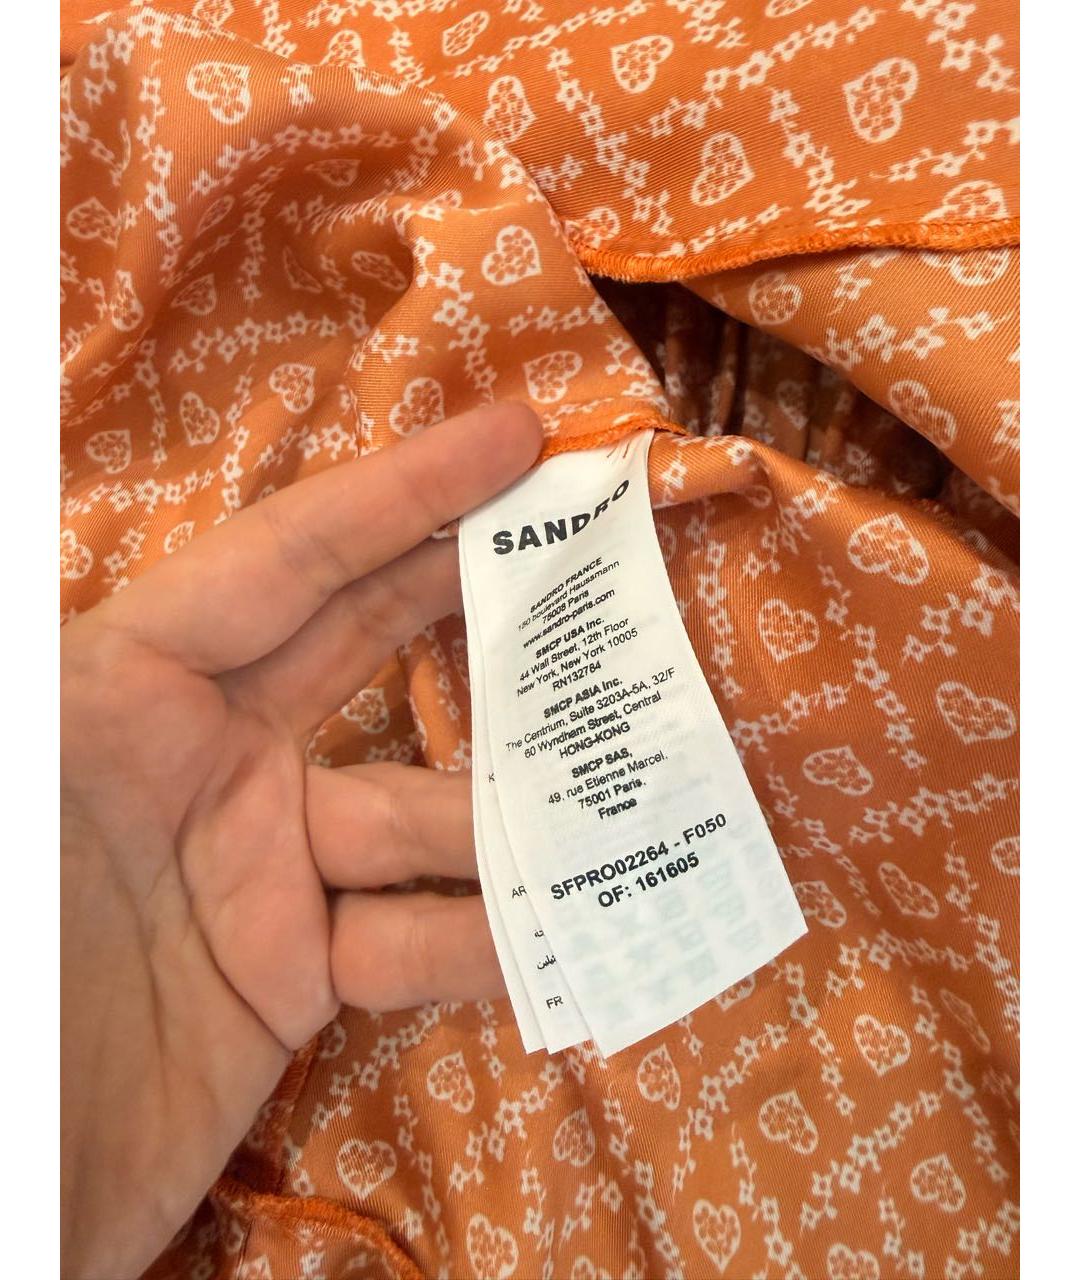 SANDRO
SANDRO FRANCE
150 boulevard Haussmann
75008 Paris
www.sandro-paris.com
SMCP USA Inc.
44 Wall Street, 12th Floor
New York, New York 10005
RN132784
SMCP ASIA Inc.
The Centrium, Suite 3203A-5A, 32/F
60 Wyndham Street, Central
HONG-KONG
SMCP SAS,
49, rue Etienne Marcel,
75001 Paris.
France
SFPRO02264 - F050
OF: 161605
K
AR
FR